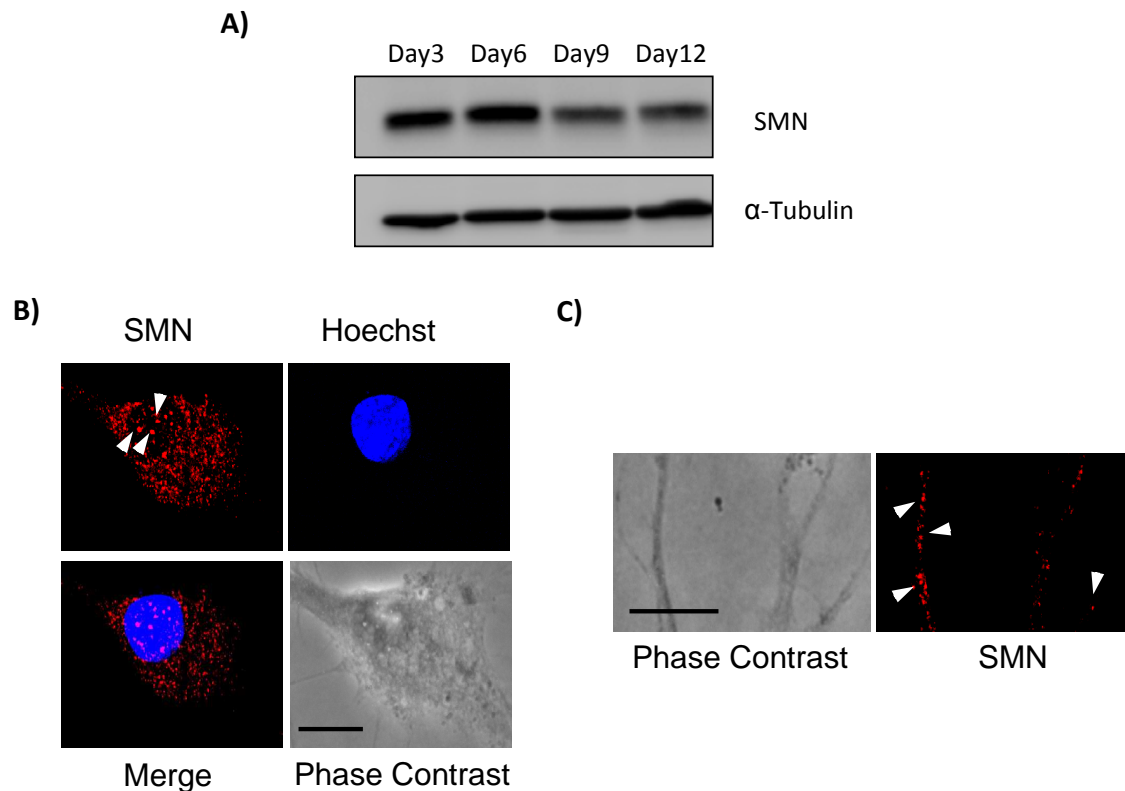 A)
Day3 Day6 Day9 Day12
SMN
α-Tubulin
B)
SMN Hoechst
Merge Phase Contrast
C)
Phase Contrast SMN